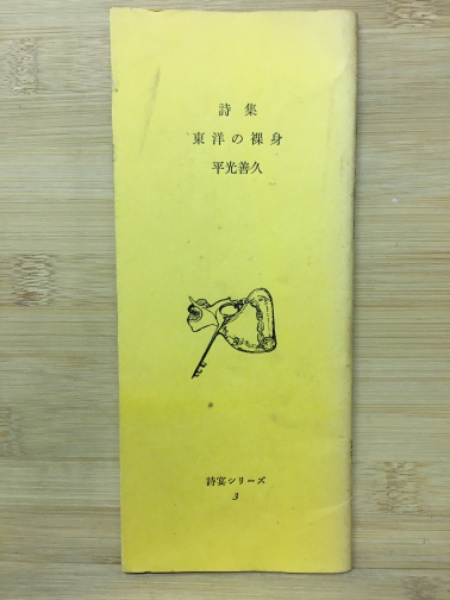 詩集
東洋の裸身
平光善久
詩宴シリーズ
3